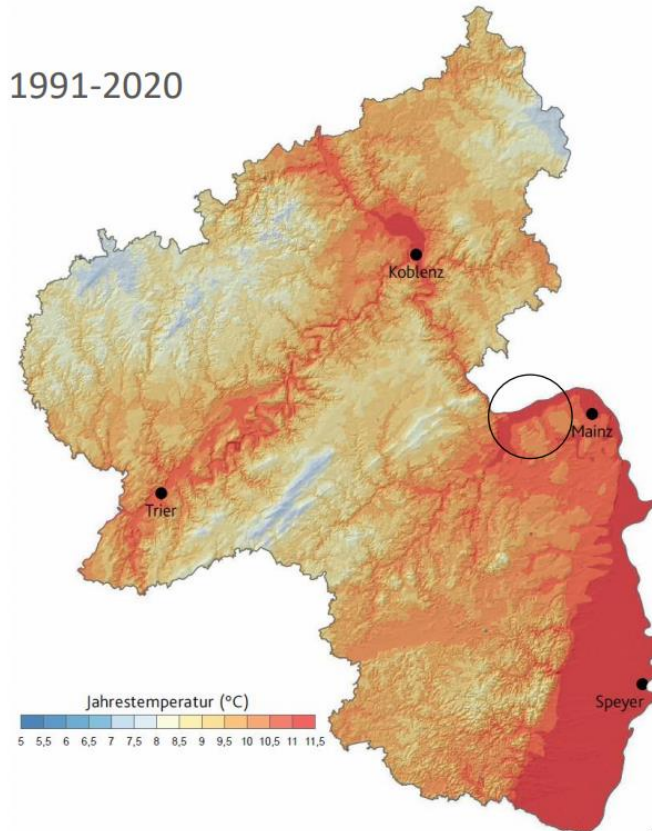 1991-2020
Koblenz
Mainz
Trier
Speyer
Jahrestemperatur (°C)
5 5,5 6 6,5 7 7,5 8 8,5 9 9,5 10 10,5 11 11,5